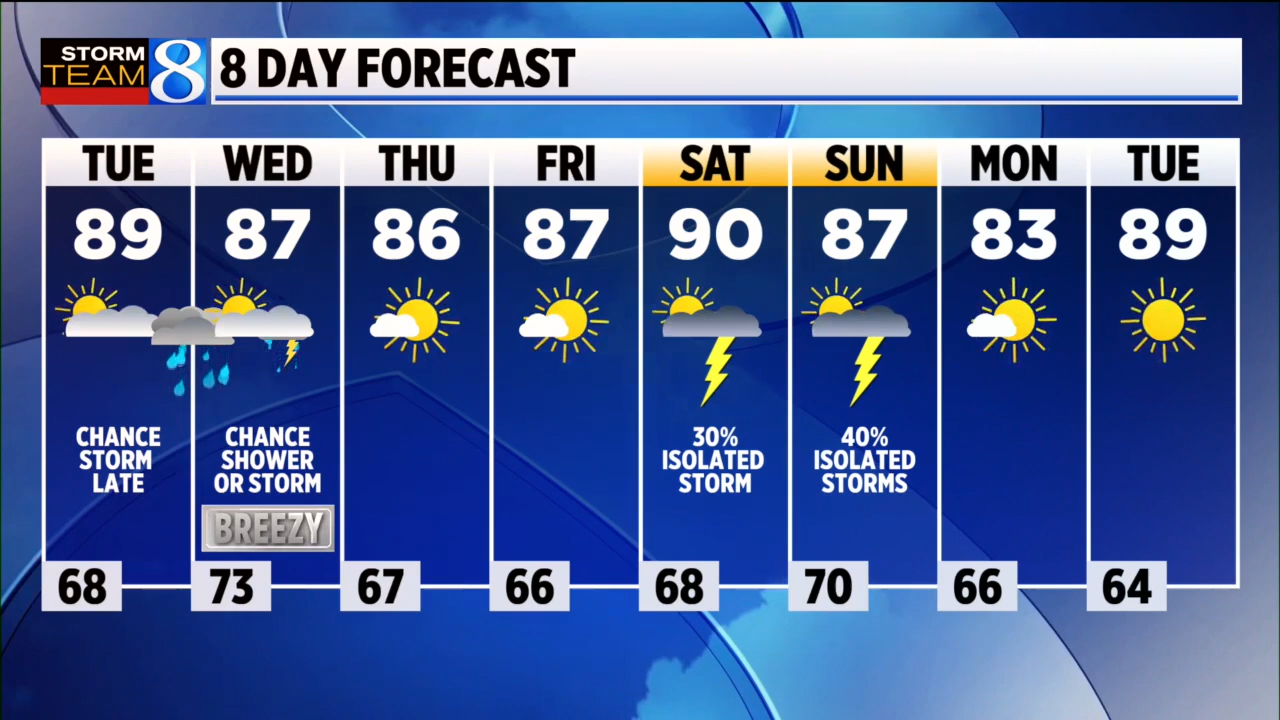 STORM
TEAM 8
8 DAY FORECAST
TUE WED THU FRI SAT SUN MON TUE
89 87 86 87 90 87 83 89
CHANCE
STORM
LATE
CHANCE
SHOWER
OR STORM
BREEZY
30%
ISOLATED
STORM
40%
ISOLATED
STORMS
68 73 67 66 68 70 66 64